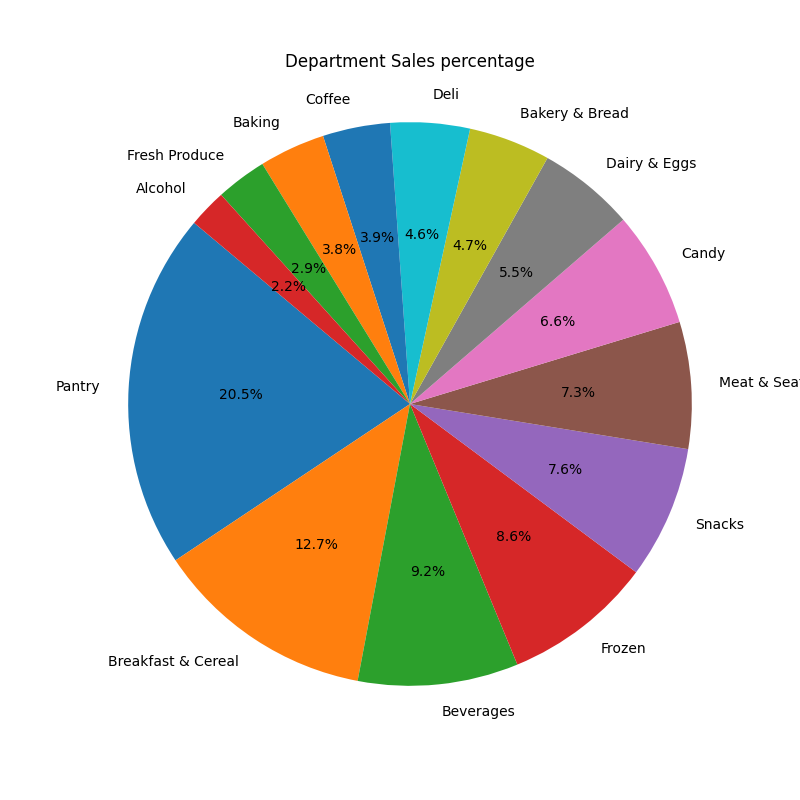 Department Sales percentage
Deli
Coffee
Bakery & Bread
Baking
Fresh Produce
Dairy & Eggs
Alcohol
Candy
Meat & Sea
Pantry
Snacks
Frozen
Breakfast & Cereal
Beverages
4.6%
3.9%
4.7%
3.8%
2.9%
5.5%
2.2%
6.6%
7.3%
20.5%
7.6%
8.6%
12.7%
9.2%